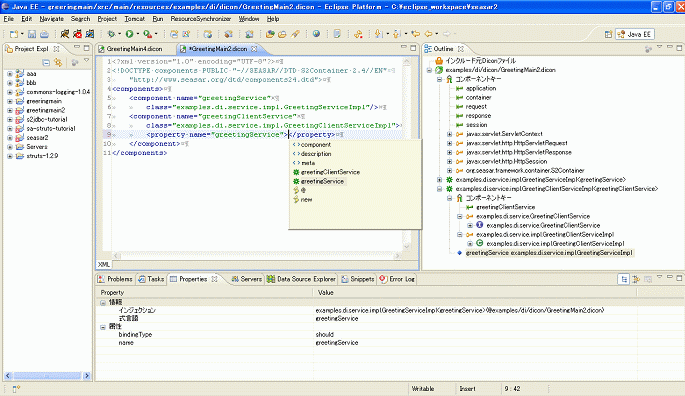 Java EE - greeringmain/src/main/resources/examples/di/dicon/GreetingMain2.dicon - Eclipse Platform - C:¥eclipse_workspace¥seasar2
File Edit Navigate Search Project Tomcat Run ResourceSynchronizer Window Help
Java EE
Project Expl
aaa
bbb
commons-logging-1.0.4
greeringmain
greeringmain2
s2jdbc-tutorial
sa-struts-tutorial
seasar2
Servers
struts-1.2.9
GreetingMain4.dicon *GreetingMain2.dicon
1 <?xml version="1.0" encoding="UTF-8"?>
2 <!DOCTYPE components PUBLIC "-//SEASAR//DTD S2Container 2.4//EN"
3 "http://www.seasar.org/dtd/components24.dtd">
4 <components>
5 <component name="greetingService"
6 class="examples.di.service.impl.GreetingServiceImpl"/>
7 <component name="greetingClientService"
8 class="examples.di.service.impl.GreetingClientServiceImpl">
9 <property name="greetingService"></property>
10 </component>
11 </components>
component
description
meta
greetingClientService
greetingService
@
new
XML
Outline
インクルード元Diconファイル
examples/di/dicon/GreetingMain2.dicon
コンポーネントキー
application
container
request
response
session
javax.servlet.ServletContext
javax.servlet.http.HttpServletRequest
javax.servlet.http.HttpServletResponse
javax.servlet.http.HttpSession
org.seasar.framework.container.S2Container
examples.di.service.impl.GreetingServiceImpl<greetingService>
examples.di.service.impl.GreetingClientServiceImpl<greetingClientService>
コンポーネントキー
greetingClientService
examples.di.service.GreetingClientService
examples.di.service.GreetingClientService
examples.di.service.impl.GreetingClientServiceImpl
examples.di.service.impl.GreetingClientServiceImpl
greetingService examples.di.service.impl.GreetingServiceImpl
Problems Tasks Properties Servers Data Source Explorer Snippets Error Log
Property Value
情報
インジェクション examples.di.service.impl.GreetingServiceImpl<greetingService>(@examples/di/dicon/GreetingMain2.dicon)
式言語 greetingService
属性
bindingType should
name greetingService
Writable Insert 9 : 42